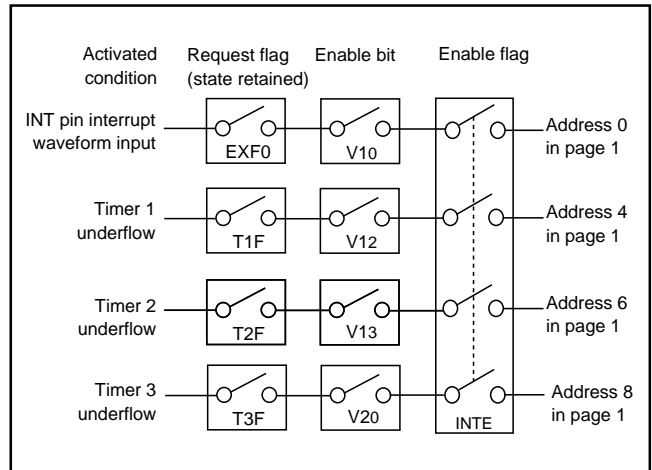 Activated condition
Request flag (state retained)
Enable bit
Enable flag
INT pin interrupt waveform input
EXF0
V10
Address 0 in page 1
Timer 1 underflow
T1F
V12
Address 4 in page 1
Timer 2 underflow
T2F
V13
Address 6 in page 1
Timer 3 underflow
T3F
V20
INTE
Address 8 in page 1